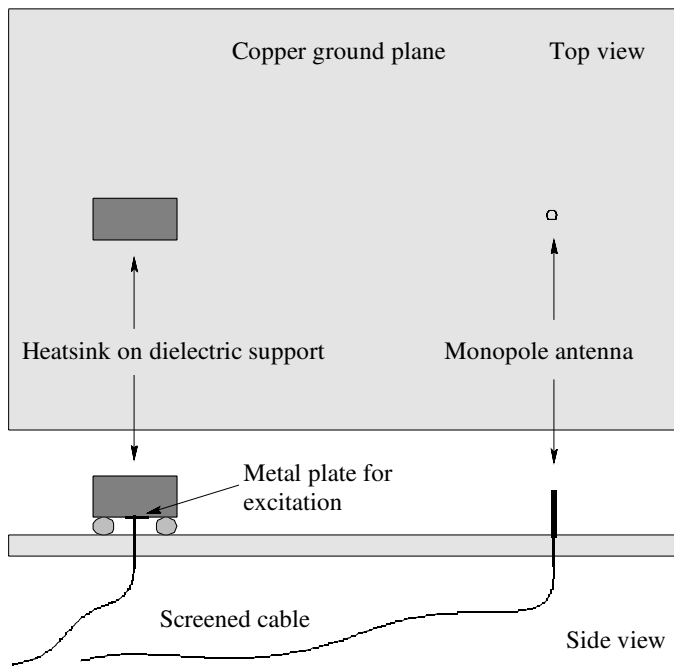 Copper ground plane
Top view
Heatsink on dielectric support
Monopole antenna
Metal plate for
excitation
Screened cable
Side view